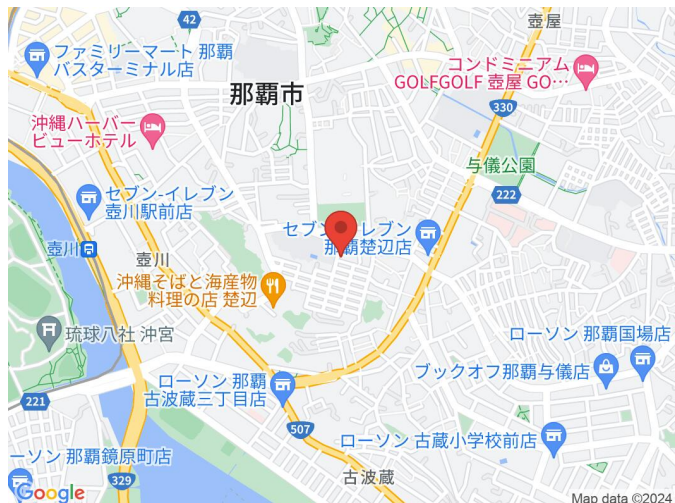 42
壺屋
ファミリーマート 那覇
バスターミナル店
コンドミニアム
GOLFGOLF 壺屋 GO…
那覇市
330
沖縄ハーバー
ビューホテル
与儀公園
222
セブン-イレブン
壺川駅前店
セブン-イレブン
那覇楚辺店
壺川
壺川
沖縄そばと海産物
料理の店 楚辺
琉球八社 沖宮
ローソン 那覇国場店
ブックオフ那覇与儀店
ローソン 那覇
古波蔵三丁目店
221
507
ローソン 古蔵小学校前店
ローソン 那覇鏡原町店
古波蔵
329
Google
Map data ©2024